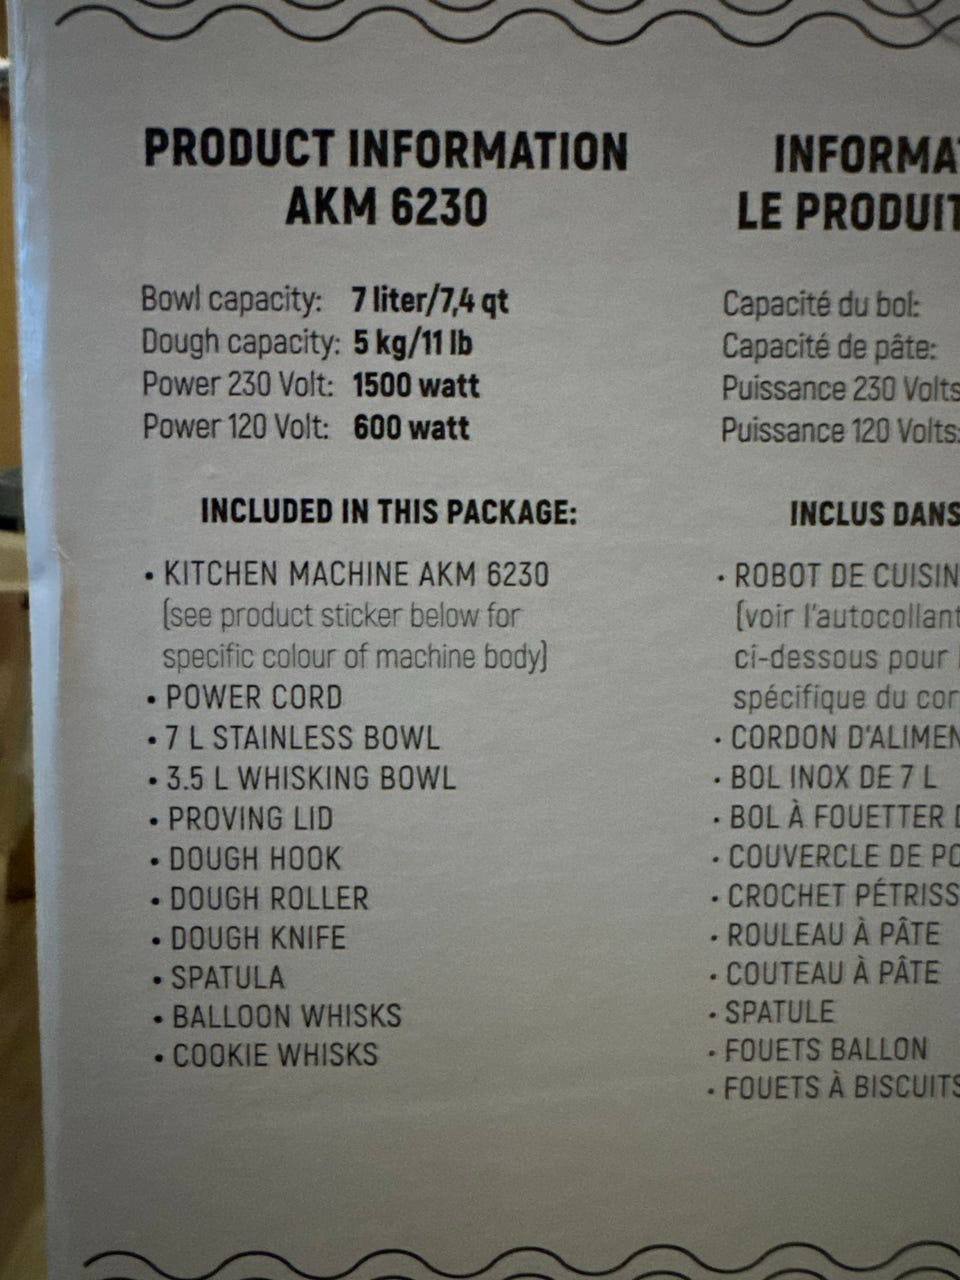 PRODUCT INFORMATION
AKM 6230
Bowl capacity: 7 liter/7,4 qt
Dough capacity: 5 kg/11 lb
Power 230 Volt: 1500 watt
Power 120 Volt: 600 watt
INCLUDED IN THIS PACKAGE:
• KITCHEN MACHINE AKM 6230
(see product sticker below for
specific colour of machine body)
• POWER CORD
• 7 L STAINLESS BOWL
• 3.5 L WHISKING BOWL
• PROVING LID
• DOUGH HOOK
• DOUGH ROLLER
• DOUGH KNIFE
• SPATULA
• BALLOON WHISKS
• COOKIE WHISKS
INFORMA
LE PRODUIT
Capacité du bol:
Capacité de pâte:
Puissance 230 Volts
Puissance 120 Volts:
INCLUS DANS
• ROBOT DE CUISIN
(voir l'autocollant
ci-dessous pour
spécifique du cor
• CORDON D'ALIMEN
• BOL INOX DE 7 L
• BOL À FOUETTER
• COUVERCLE DE PO
• CROCHET PÉTRISS
• ROULEAU À PÂTE
• COUTEAU À PÂTE
• SPATULE
• FOUETS BALLON
• FOUETS À BISCUITS